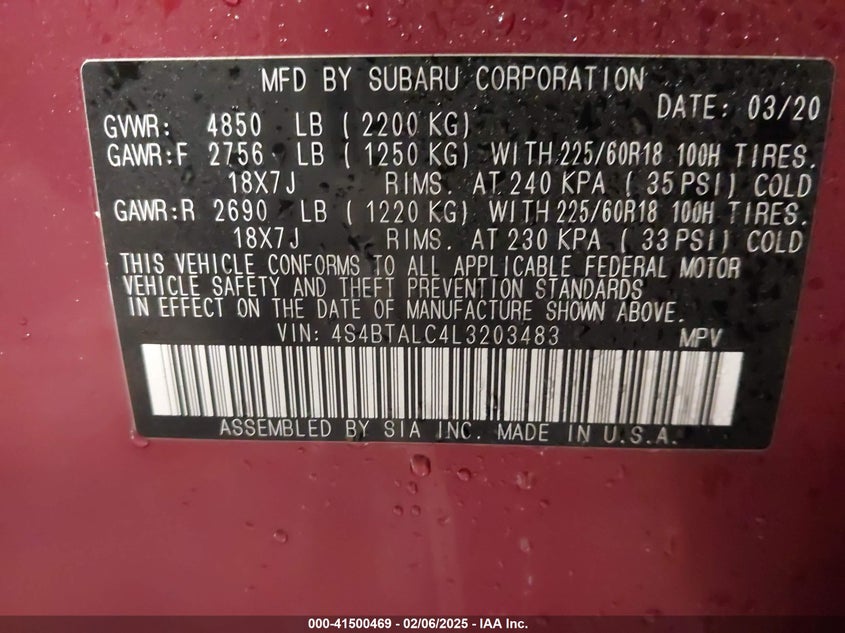 MFD BY SUBARU CORPORATION
DATE: 03/20
GVWR: 4850 LB ( 2200 KG)
GAWR:F 2756 LB ( 1250 KG) WITH 225/60R18 100H TIRES.
18X7J RIMS. AT 240 KPA ( 35 PSI) COLD
GAWR:R 2690 LB ( 1220 KG) WITH 225/60R18 100H TIRES.
18X7J RIMS. AT 230 KPA ( 33 PSI) COLD
THIS VEHICLE CONFORMS TO ALL APPLICABLE FEDERAL MOTOR
VEHICLE SAFETY AND THEFT PREVENTION STANDARDS
IN EFFECT ON THE DATE OF MANUFACTURE SHOWN ABOVE.
VIN: 4S4BTALC4L3203483 MPV
ASSEMBLED BY SIA INC. MADE IN U.S.A.
000-41500469 - 02/06/2025 - IAA Inc.